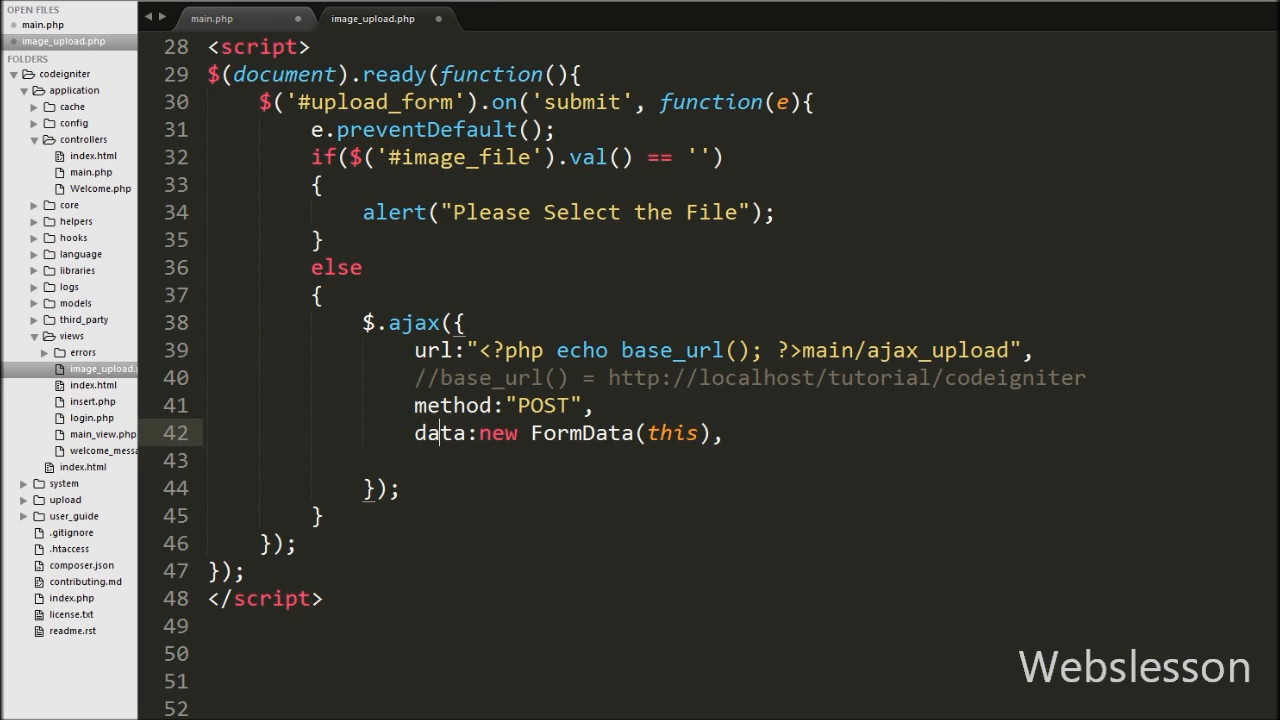 OPEN FILES
main.php
image_upload.php
FOLDERS
codeigniter
application
cache
config
controllers
index.html
main.php
Welcome.php
core
helpers
hooks
language
libraries
logs
models
third_party
views
errors
image_upload.
index.html
insert.php
login.php
main_view.php
welcome_messa
index.html
system
upload
user_guide
.gitignore
.htaccess
composer.json
contributing.md
index.php
license.txt
readme.rst
main.php
image_upload.php
28 <script>
29 $(document).ready(function(){
30 $('#upload_form').on('submit', function(e){
31 e.preventDefault();
32 if($('#image_file').val() == '')
33 {
34 alert("Please Select the File");
35 }
36 else
37 {
38 $.ajax({
39 url:"<?php echo base_url(); ?>main/ajax_upload",
40 //base_url() = http://localhost/tutorial/codeigniter
41 method:"POST",
42 data:new FormData(this),
43
44 });
45 }
46 });
47 });
48 </script>
49
50
51
52
Webslesson